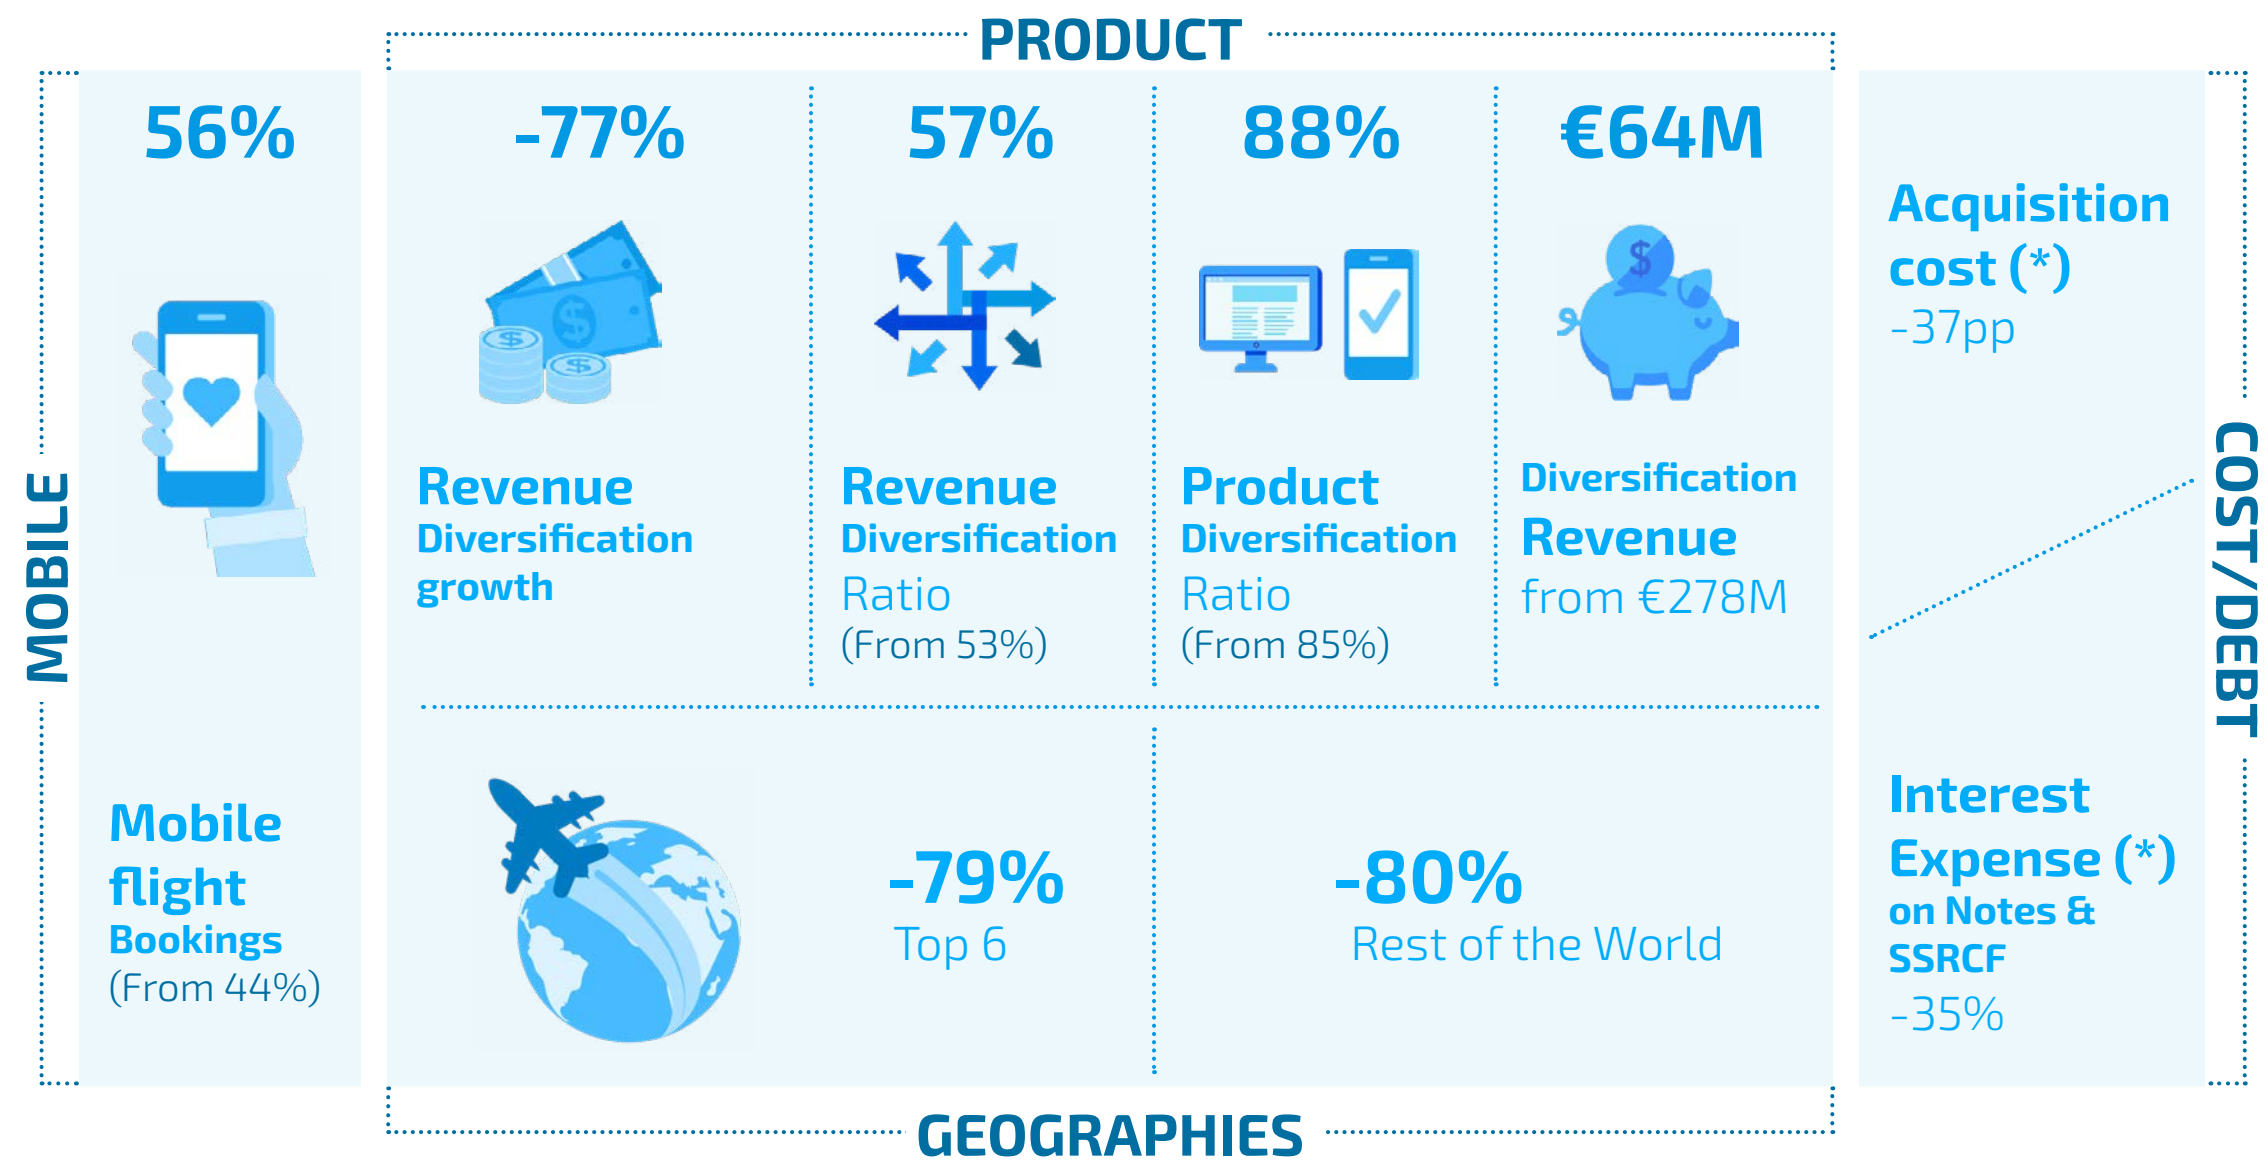 PRODUCT
MOBILE
56%
Mobile
flight
Bookings
(From 44%)
-77%
Revenue
Diversification
growth
57%
Revenue
Diversification
Ratio
(From 53%)
88%
Product
Diversification
Ratio
(From 85%)
€64M
Diversification
Revenue
from €278M
-79%
Top 6
-80%
Rest of the World
GEOGRAPHIES
Acquisition
cost (*)
-37pp
Interest
Expense (*)
on Notes &
SSRCF
-35%
COST/DEBT